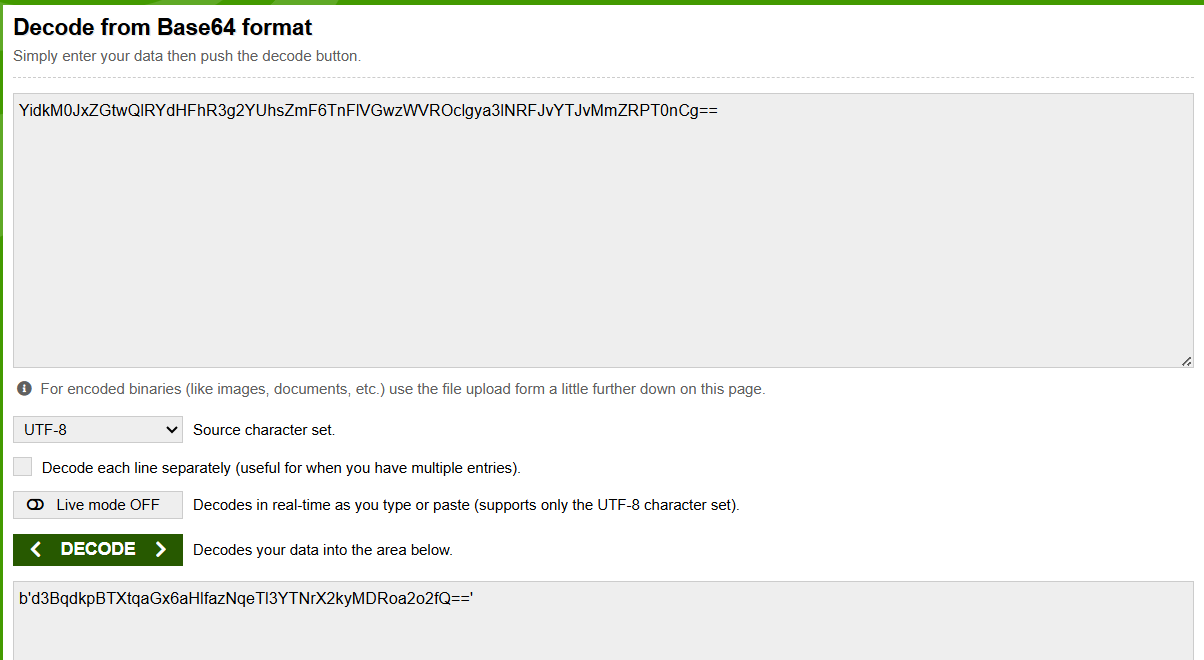 Decode from Base64 format
Simply enter your data then push the decode button.
YidkM0JxZGtwQlRYdHFhR3g2YUhsZmF6TnFlVGwzWVROclgya3lNRFJvYTJvMmZRPT0nCg==
For encoded binaries (like images, documents, etc.) use the file upload form a little further down on this page.
UTF-8 Source character set.
Decode each line separately (useful for when you have multiple entries).
Live mode OFF Decodes in real-time as you type or paste (supports only the UTF-8 character set).
< DECODE > Decodes your data into the area below.
b'd3BqdkpBTXtqaGx6aHlfazNqeTl3YTNrX2kyMDRoa2o2fQ=='